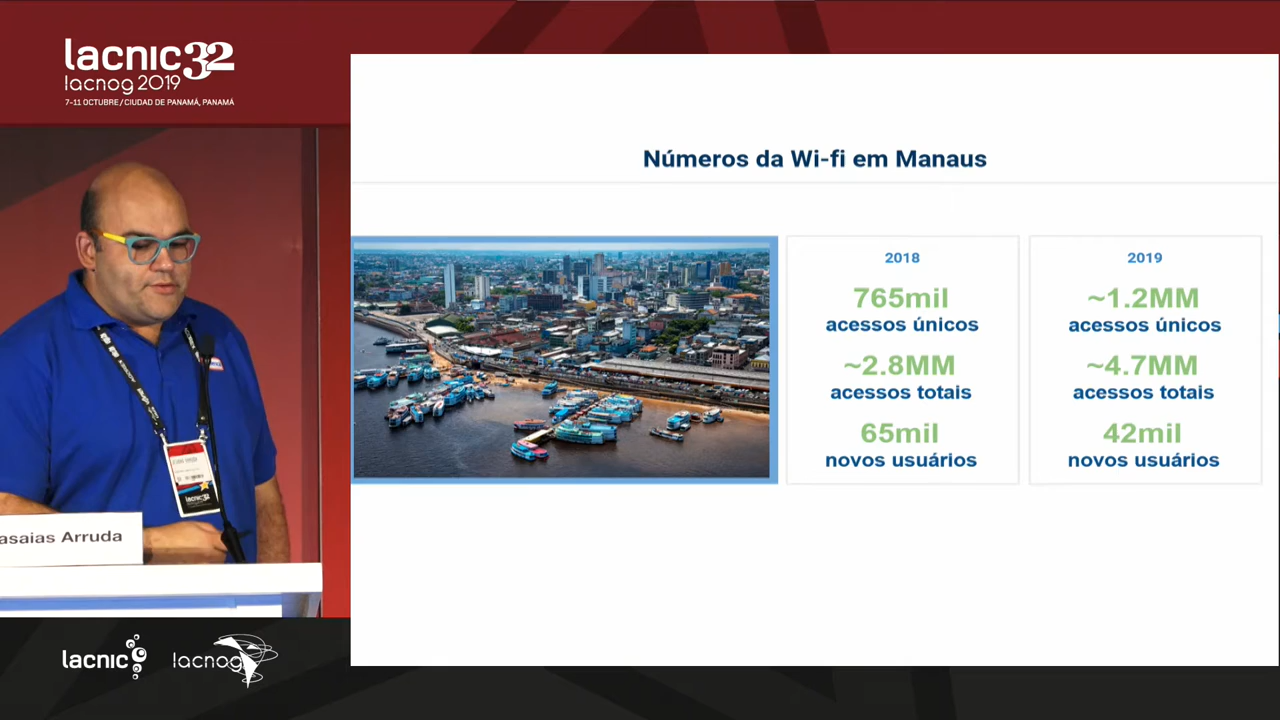 lacnic 32
lacnog 2019
7-11 OCTUBRE / CIUDAD DE PANAMÁ, PANAMÁ
Números da Wi-fi em Manaus
2018
765mil
acessos únicos
~2.8MM
acessos totais
65mil
novos usuários
2019
~1.2MM
acessos únicos
~4.7MM
acessos totais
42mil
novos usuários
lacnic32
asaias Arruda
lacnic
lacnog